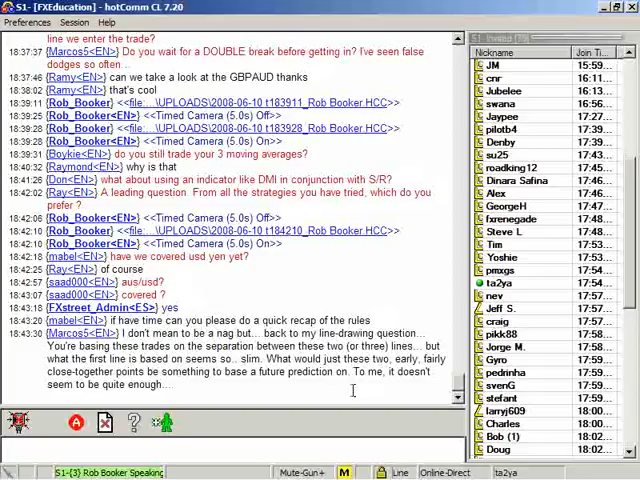 S1- [FXEducation] - hotComm CL 7.20
Preferences Session Help
line we enter the trade?
18:37:37 {Marcos5<EN>} Do you wait for a DOUBLE break before getting in? I've seen false
dodges so often...
18:37:46 {Ramy<EN>} can we take a look at the GBPAUD thanks
18:38:02 {Ramy<EN>} that's cool
18:39:11 {Rob_Booker} <<file:...\UPLOADS\2008-06-10 t183911_Rob Booker.HCC>>
18:39:25 {Rob_Booker<EN>} <<Timed Camera (5.0s) Off>>
18:39:28 {Rob_Booker} <<file:...\UPLOADS\2008-06-10 t183928_Rob Booker.HCC>>
18:39:28 {Rob_Booker<EN>} <<Timed Camera (5.0s) On>>
18:39:31 {Boykie<EN>} do you still trade your 3 moving averages?
18:40:32 {Raymond<EN>} why is that
18:41:26 {Don<EN>} what about using an indicator like DMI in conjunction with S/R?
18:42:02 {Ray<EN>} A leading question. From all the strategies you have tried, which do you
prefer ?
18:42:06 {Rob_Booker<EN>} <<Timed Camera (5.0s) Off>>
18:42:10 {Rob_Booker} <<file:...\UPLOADS\2008-06-10 t184210_Rob Booker.HCC>>
18:42:10 {Rob_Booker<EN>} <<Timed Camera (5.0s) On>>
18:42:18 {mabel<EN>} have we covered usd yen yet?
18:42:25 {Ray<EN>} of course
18:42:57 {saad000<EN>} aus/usd?
18:43:07 {saad000<EN>} covered ?
18:43:18 {FXstreet_Admin<ES>} yes
18:43:20 {mabel<EN>} if have time can you please do a quick recap of the rules
18:43:30 {Marcos5<EN>} I don't mean to be a nag but... back to my line-drawing question...
You're basing these trades on the separation between these two (or three) lines... but
what the first line is based on seems so.. slim. What would just these two, early, fairly
close-together points be something to base a future prediction on. To me, it doesn't
seem to be quite enough....
S1-{3} Rob Booker Speaking
Mute-Gun+ M Line Online-Direct ta2ya
Nickname Join Ti...
JM 15:59...
cnr 16:11...
Jubelee 16:13...
swana 16:13...
Jaypee 17:27...
pilotb4 17:39...
Denby 17:39...
su25 17:39...
roadking12 17:45...
Dinara Safina 17:46...
Alex 17:46...
GeorgeH 17:47...
fxrenegade 17:48...
Steve L 17:48...
Tim 17:53...
Yoshie 17:53...
pmxgs 17:54...
ta2ya 17:54...
nev 17:55...
Jeff S. 17:55...
craig 17:55...
pikk88 17:55...
Jorge M. 17:58...
Gyro 17:58...
pedrinha 17:59...
svenG 17:59...
stefant 17:59...
larryj609 18:00...
Charles 18:02...
Bob (1) 18:02...
Doug 18:02...